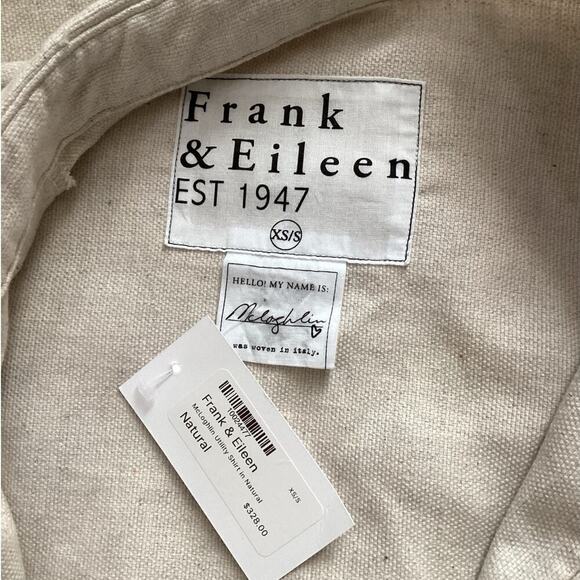 Frank
& Eileen
EST 1947
XS/S
HELLO! MY NAME IS:
McLoghlin
was woven in italy.
10024477
Frank & Eileen
McLoghlin Utility Shirt in Natural
Natural
XS/S
$328.00